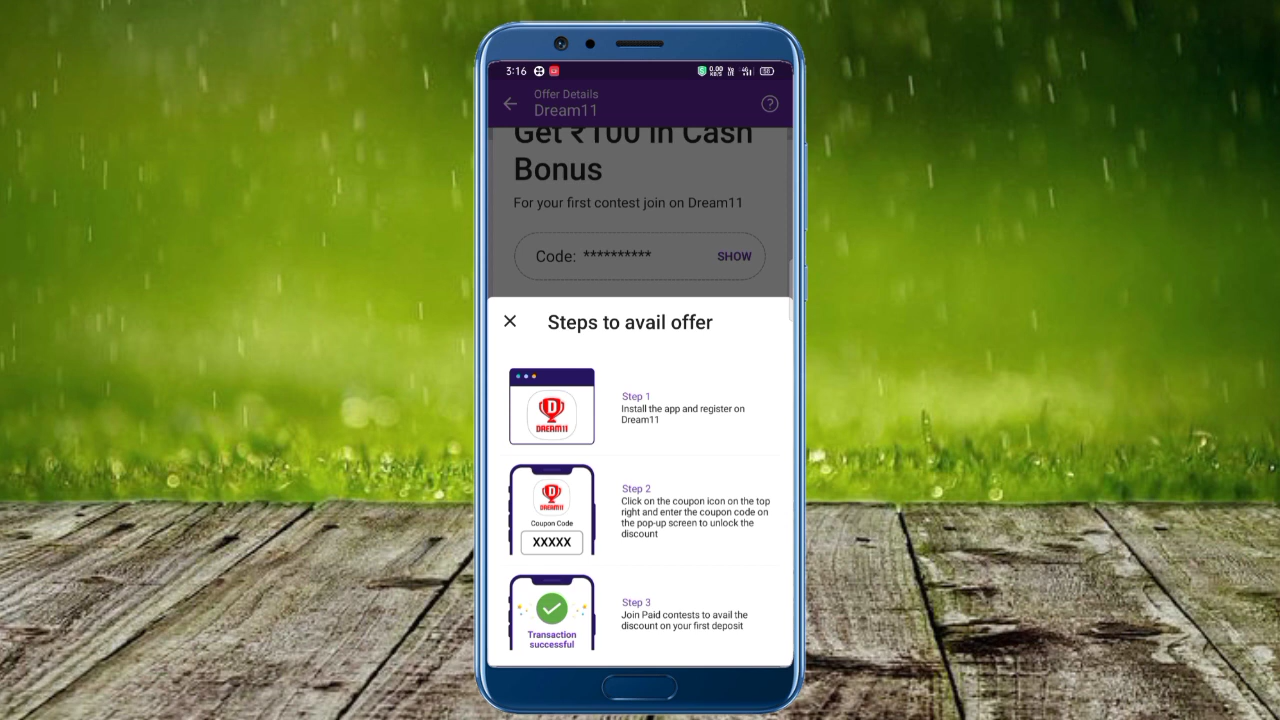 3:16
0.00
KB/S
4G
Offer Details
Dream11
Get ₹100 in Cash
Bonus
For your first contest join on Dream11
Code: ********** SHOW
Steps to avail offer
D
DREAM11
Step 1
Install the app and register on
Dream11
D
DREAM11
Coupon Code
XXXXX
Step 2
Click on the coupon icon on the top
right and enter the coupon code on
the pop-up screen to unlock the
discount
Transaction
successful
Step 3
Join Paid contests to avail the
discount on your first deposit